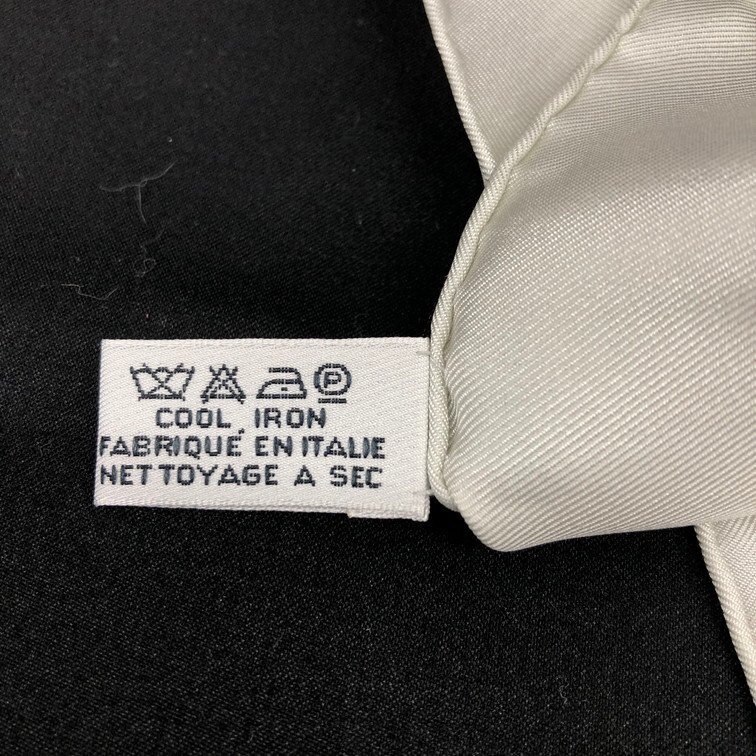 P
COOL IRON
FABRIQUÉ EN ITALIE
NETTOYAGE A SEC